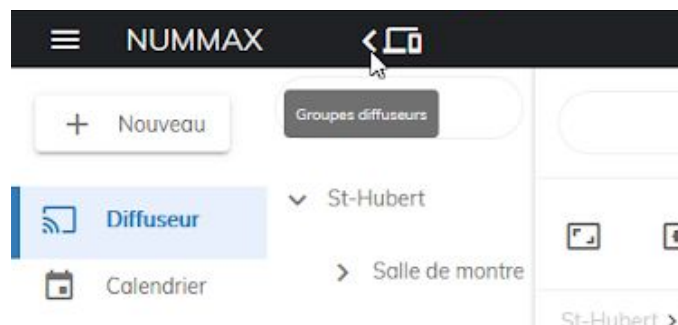 NUMMAX
Nouveau
Groupes diffuseurs
Diffuseur
Calendrier
St-Hubert
Salle de montre
St-Hubert